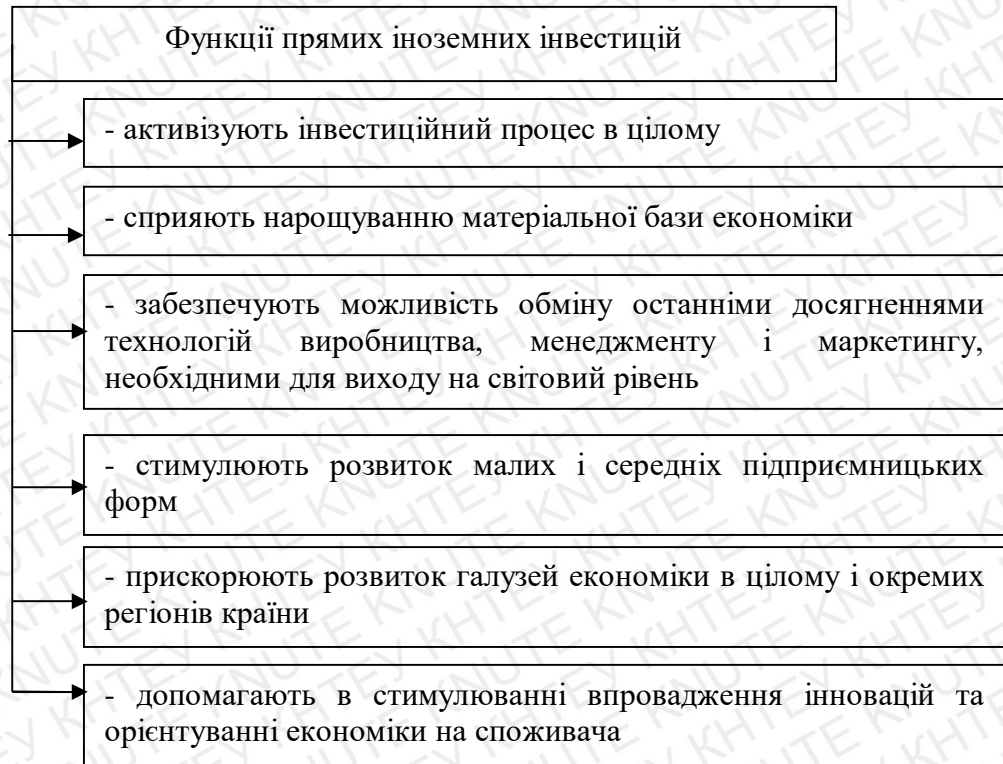 Функції прямих іноземних інвестицій
- активізують інвестиційний процес в цілому
- сприяють нарощуванню матеріальної бази економіки
- забезпечують можливість обміну останніми досягненнями
технологій виробництва, менеджменту і маркетингу,
необхідними для виходу на світовий рівень
- стимулюють розвиток малих і середніх підприємницьких
форм
- прискорюють розвиток галузей економіки в цілому і окремих
регіонів країни
- допомагають в стимулюванні впровадження інновацій та
орієнтуванні економіки на споживача